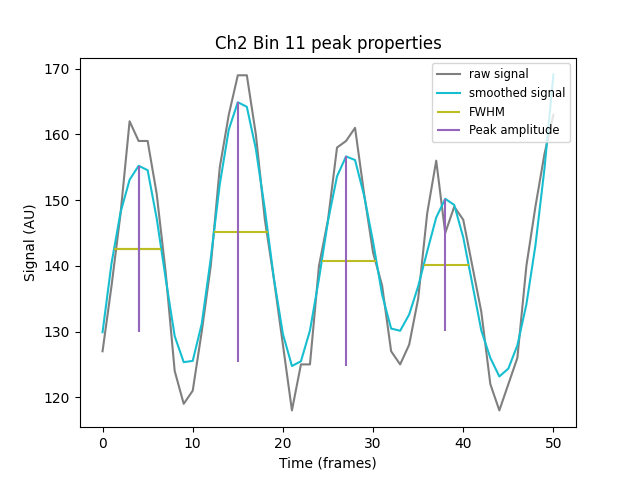 Ch2 Bin 11 peak properties
raw signal
smoothed signal
FWHM
Peak amplitude
Signal (AU)
170
160
150
140
130
120
0 10 20 30 40 50
Time (frames)